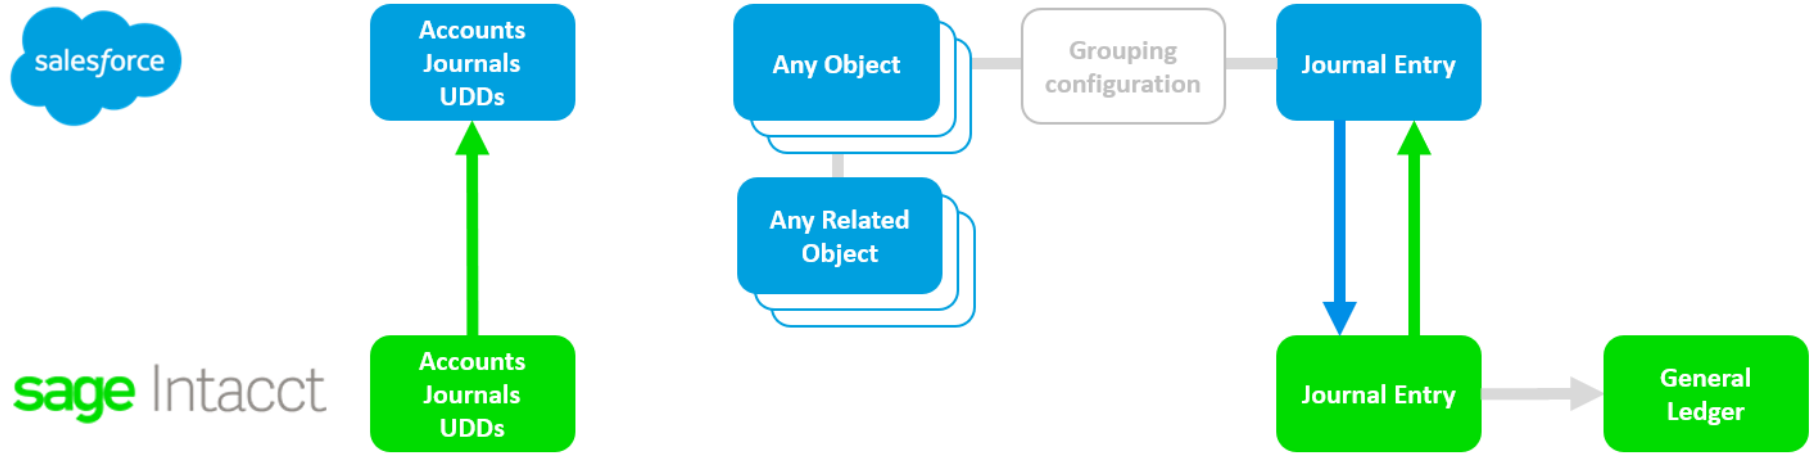 salesforce
Accounts
Journals
UDDs
Any Object
Grouping
configuration
Journal Entry
Any Related
Object
sage Intacct
Accounts
Journals
UDDs
Journal Entry
General
Ledger